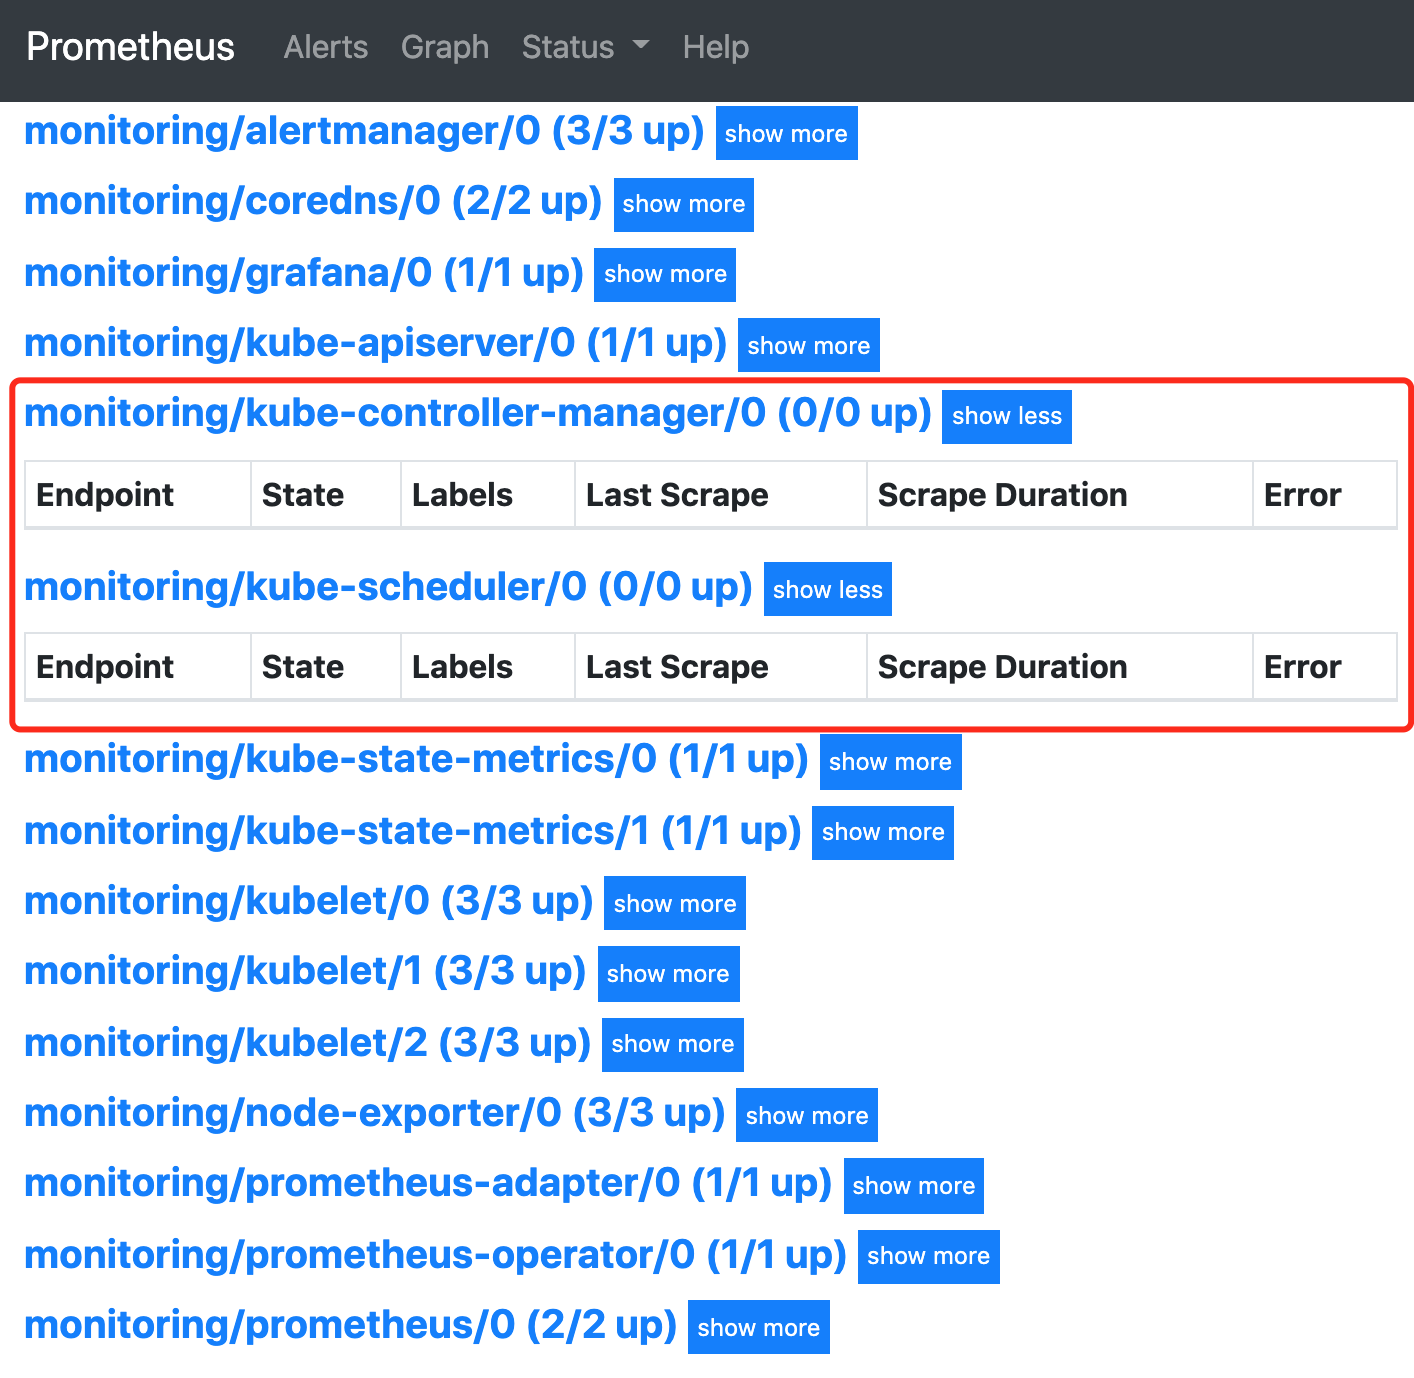 Prometheus Alerts Graph Status Help
monitoring/alertmanager/0 (3/3 up) show more
monitoring/coredns/0 (2/2 up) show more
monitoring/grafana/0 (1/1 up) show more
monitoring/kube-apiserver/0 (1/1 up) show more
monitoring/kube-controller-manager/0 (0/0 up) show less
Endpoint State Labels Last Scrape Scrape Duration Error
monitoring/kube-scheduler/0 (0/0 up) show less
Endpoint State Labels Last Scrape Scrape Duration Error
monitoring/kube-state-metrics/0 (1/1 up) show more
monitoring/kube-state-metrics/1 (1/1 up) show more
monitoring/kubelet/0 (3/3 up) show more
monitoring/kubelet/1 (3/3 up) show more
monitoring/kubelet/2 (3/3 up) show more
monitoring/node-exporter/0 (3/3 up) show more
monitoring/prometheus-adapter/0 (1/1 up) show more
monitoring/prometheus-operator/0 (1/1 up) show more
monitoring/prometheus/0 (2/2 up) show more